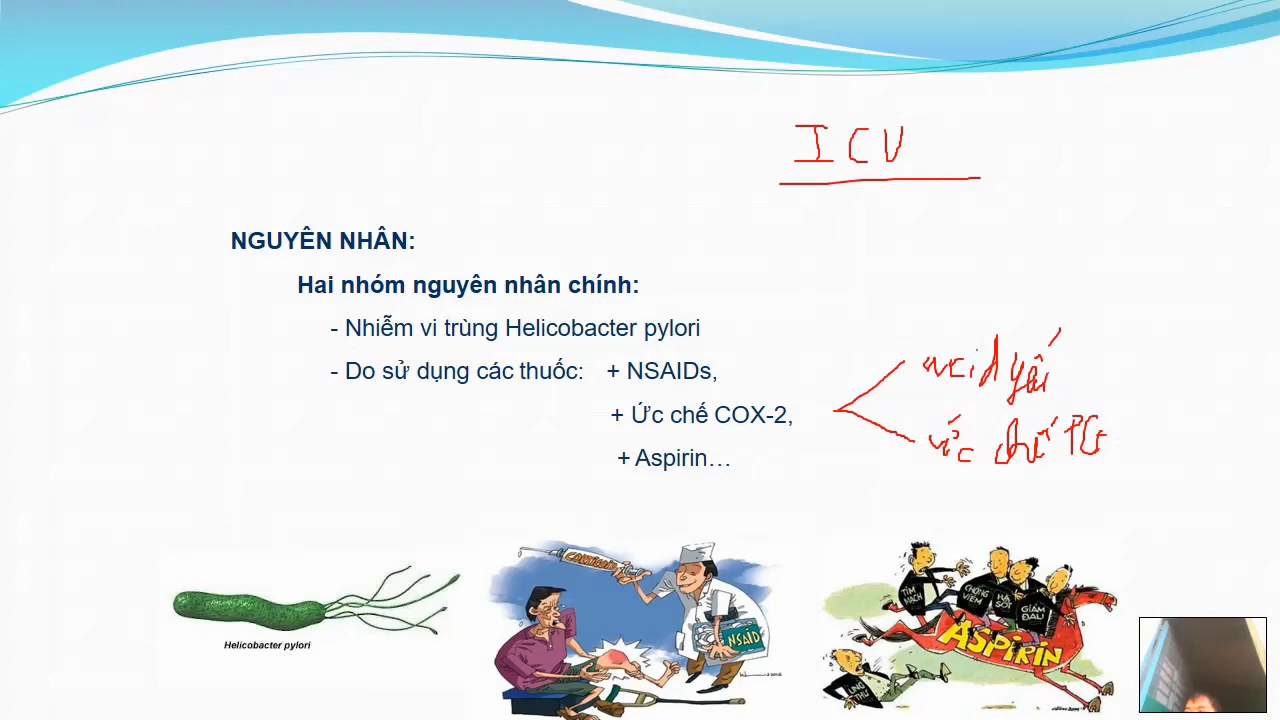 ICU
NGUYÊN NHÂN:
Hai nhóm nguyên nhân chính:
- Nhiễm vi trùng Helicobacter pylori
- Do sử dụng các thuốc: + NSAIDs,
+ Ức chế COX-2,
+ Aspirin...
acid yếu
ức chế PG
Helicobacter pylori
NSAID
TIM MẠCH
CHỐNG VIÊM
HẠ SỐT
GIẢM ĐAU
ASPIRIN
UNG THƯ